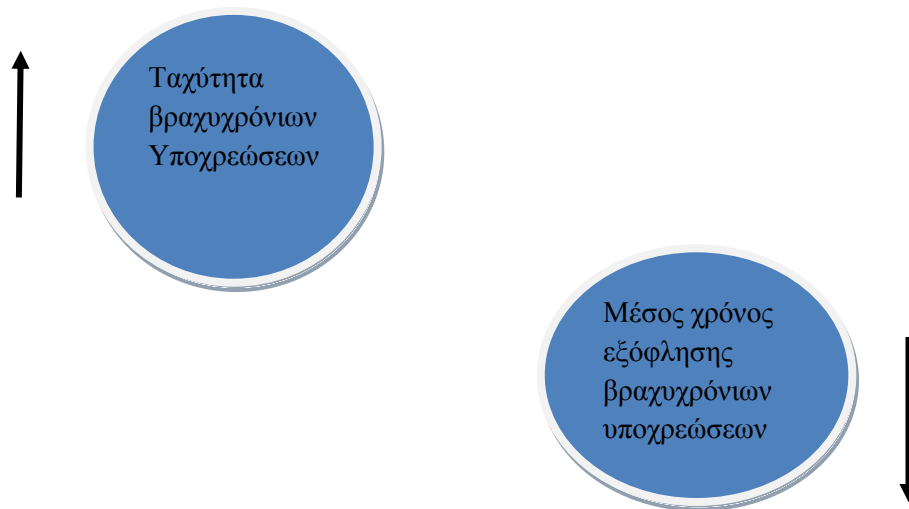 Ταχύτητα
βραχυχρόνιων
Υποχρεώσεων
Μέσος χρόνος
εξόφλησης
βραχυχρόνιων
υποχρεώσεων